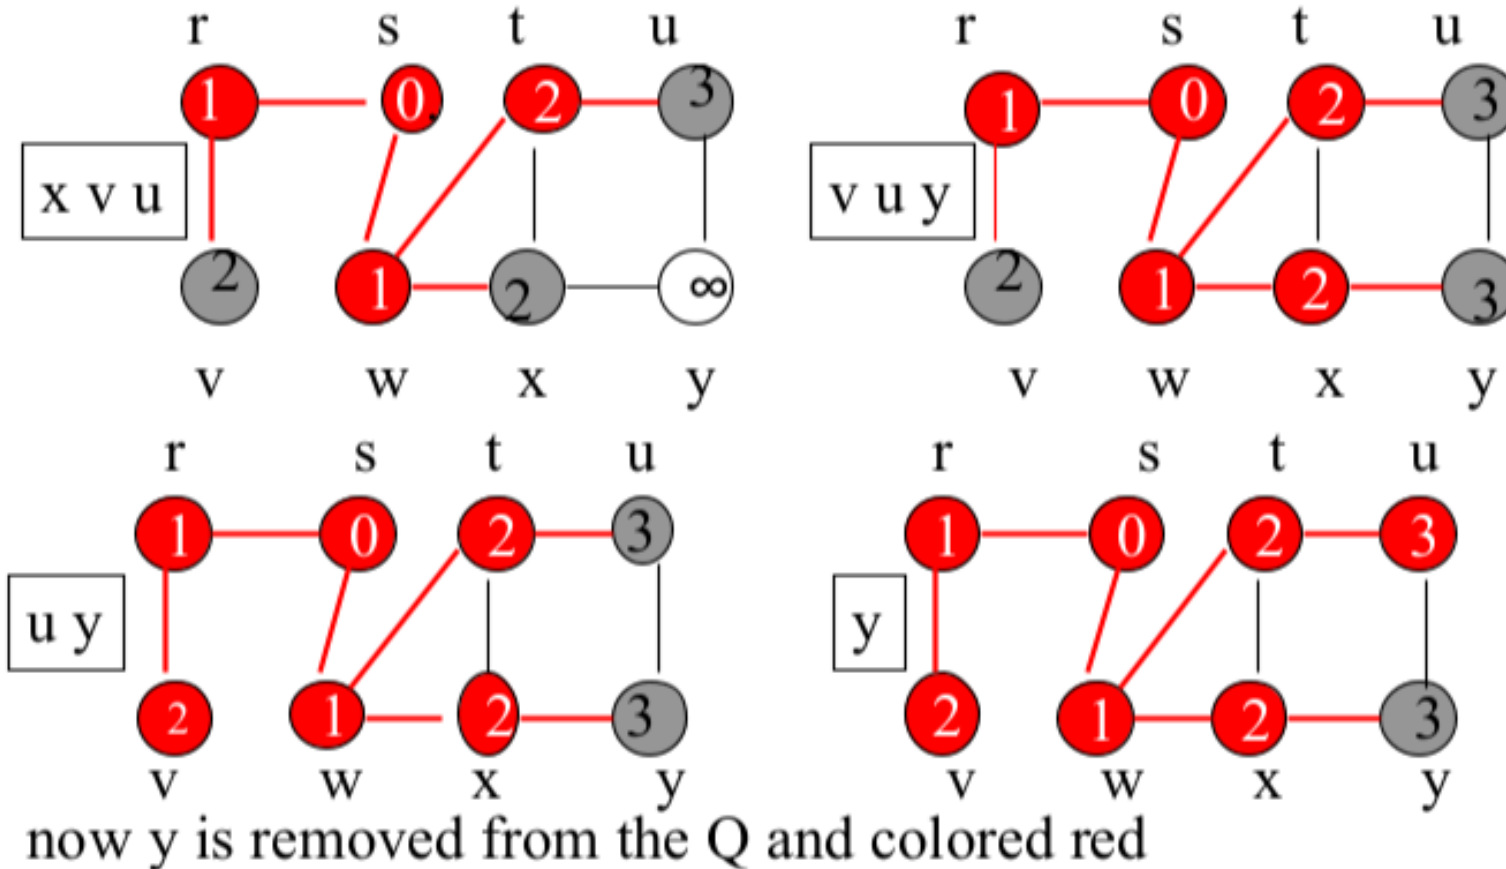 r s t u r s t u
1 0 2 3 1 0 2 3
x v u v u y
2 1 2 ∞ 2 1 2 3
v w x y v w x y
r s t u r s t u
1 0 2 3 1 0 2 3
u y y
2 1 2 3 2 1 2 3
v w x y v w x y
now y is removed from the Q and colored red